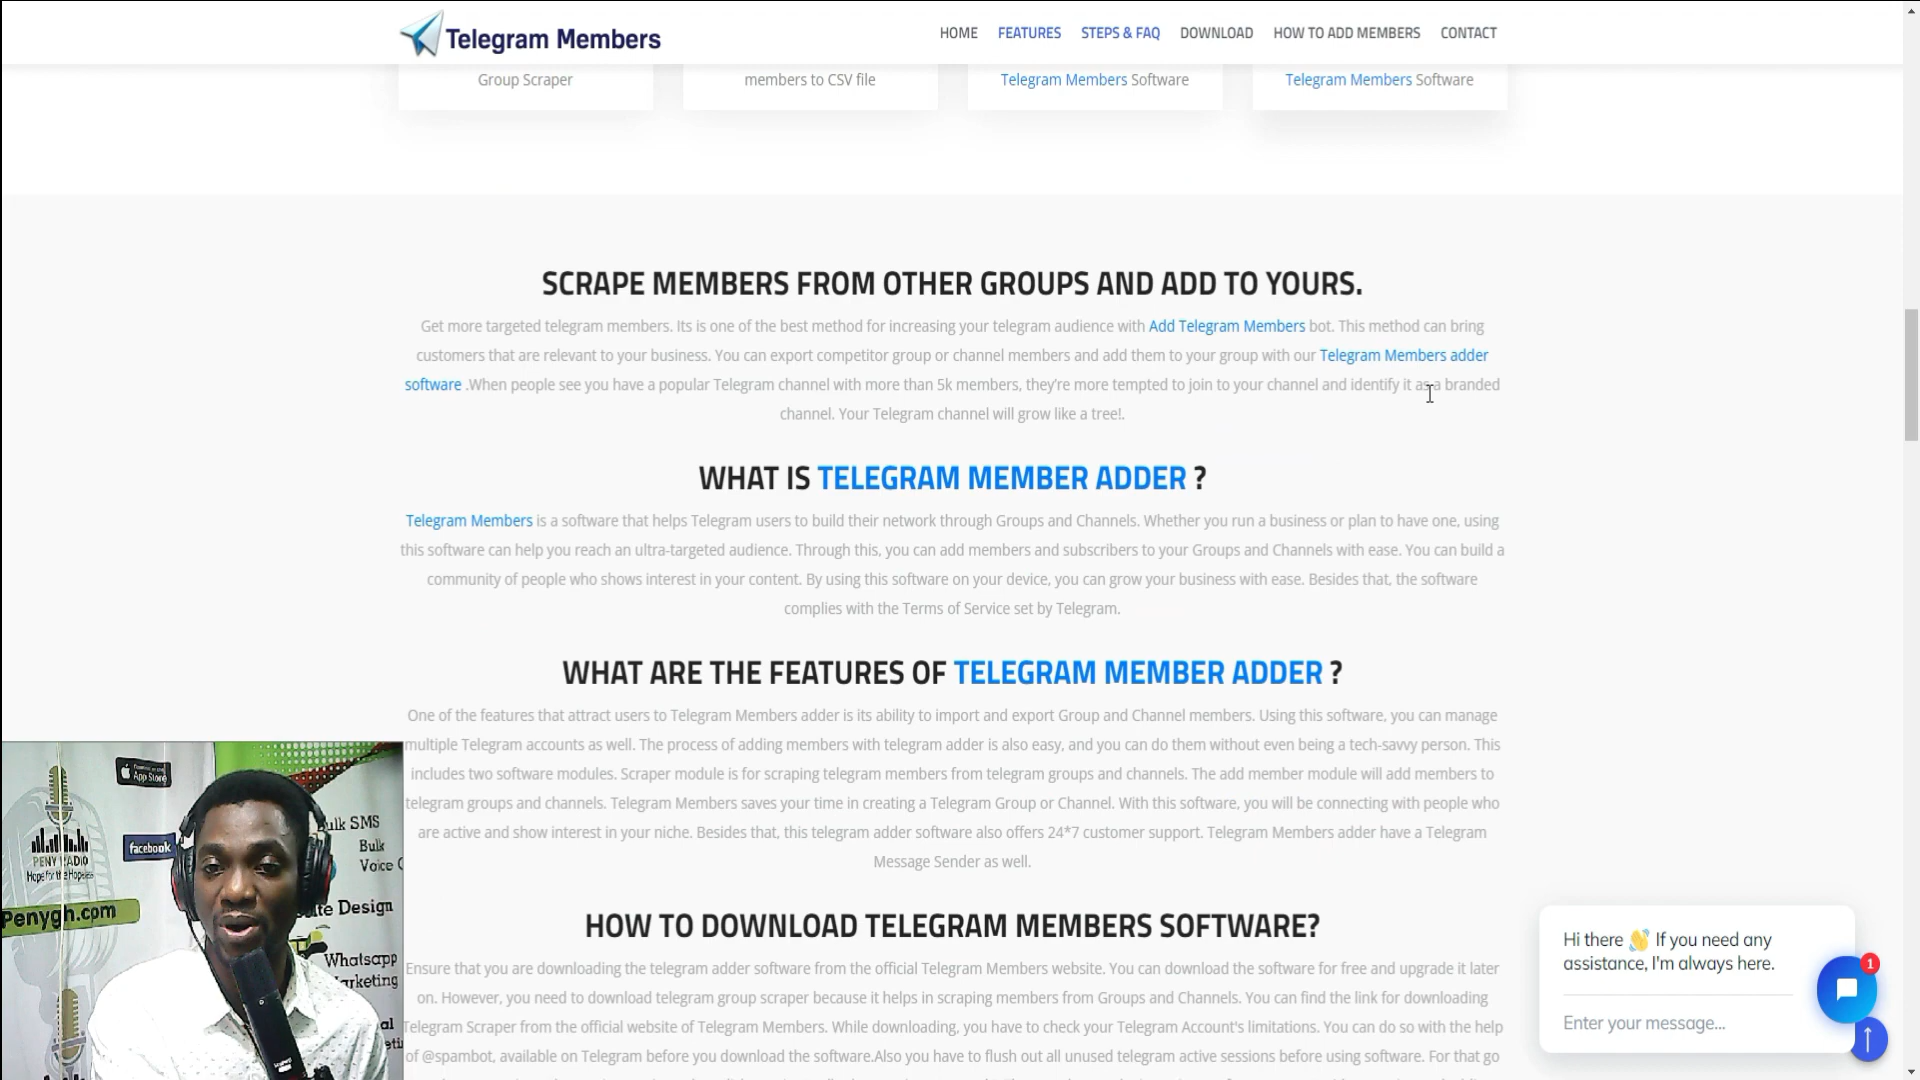 Telegram Members
HOME FEATURES STEPS & FAQ DOWNLOAD HOW TO ADD MEMBERS CONTACT
Group Scraper
members to CSV file
Telegram Members Software
Telegram Members Software
SCRAPE MEMBERS FROM OTHER GROUPS AND ADD TO YOURS.
Get more targeted telegram members. Its is one of the best method for increasing your telegram audience with Add Telegram Members bot. This method can bring
customers that are relevant to your business. You can export competitor group or channel members and add them to your group with our Telegram Members adder
software .When people see you have a popular Telegram channel with more than 5k members, they're more tempted to join to your channel and identify it as a branded
channel. Your Telegram channel will grow like a tree!.
WHAT IS TELEGRAM MEMBER ADDER ?
Telegram Members is a software that helps Telegram users to build their network through Groups and Channels. Whether you run a business or plan to have one, using
this software can help you reach an ultra-targeted audience. Through this, you can add members and subscribers to your Groups and Channels with ease. You can build a
community of people who shows interest in your content. By using this software on your device, you can grow your business with ease. Besides that, the software
complies with the Terms of Service set by Telegram.
WHAT ARE THE FEATURES OF TELEGRAM MEMBER ADDER ?
One of the features that attract users to Telegram Members adder is its ability to import and export Group and Channel members. Using this software, you can manage
multiple Telegram accounts as well. The process of adding members with telegram adder is also easy, and you can do them without even being a tech-savvy person. This
includes two software modules. Scraper module is for scraping telegram members from telegram groups and channels. The add member module will add members to
telegram groups and channels. Telegram Members saves your time in creating a Telegram Group or Channel. With this software, you will be connecting with people who
are active and show interest in your niche. Besides that, this telegram adder software also offers 24*7 customer support. Telegram Members adder have a Telegram
Message Sender as well.
HOW TO DOWNLOAD TELEGRAM MEMBERS SOFTWARE?
Ensure that you are downloading the telegram adder software from the official Telegram Members website. You can download the software for free and upgrade it later
on. However, you need to download telegram group scraper because it helps in scraping members from Groups and Channels. You can find the link for downloading
Telegram Scraper from the official website of Telegram Members. While downloading, you have to check your Telegram Account's limitations. You can do so with the help
of @spambot, available on Telegram before you download the software.Also you have to flush out all unused telegram active sessions before using software. For that go
App Store
facebook
PENY RADIO
Hope for the Hopeless
Penygh.com
ulk SMS
Bulk
Voice C
te Design
Whatsapp
rketing
al
Hi there 👋 If you need any
assistance, I'm always here.
Enter your message...
1